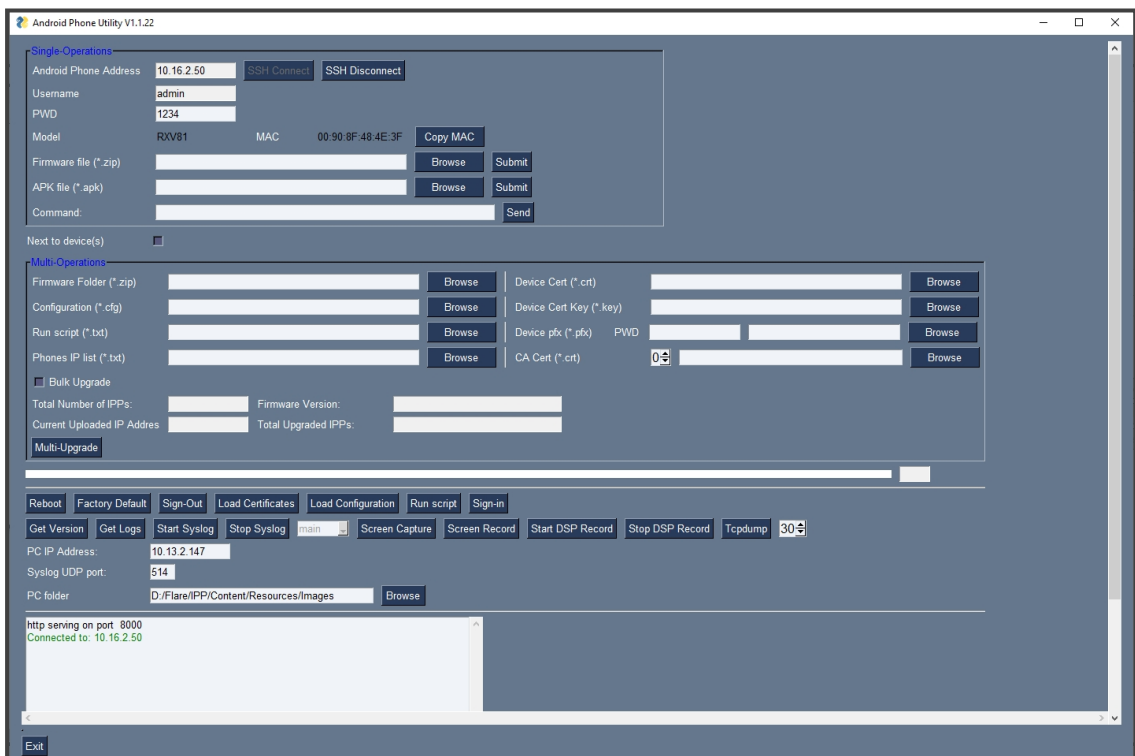 Android Phone Utility V1.1.22
Single-Operations
Android Phone Address 10.16.2.50 SSH Connect SSH Disconnect
Username admin
PWD 1234
Model RXV81 MAC 00:90:8F:48:4E:3F Copy MAC
Firmware file (*.zip) Browse Submit
APK file (*.apk) Browse Submit
Command: Send
Next to device(s)
Multi-Operations
Firmware Folder (*.zip) Browse Device Cert (*.crt) Browse
Configuration (*.cfg) Browse Device Cert Key (*.key) Browse
Run script (*.txt) Browse Device pfx (*.pfx) PWD Browse
Phones IP list (*.txt) Browse CA Cert (*.crt) 0 Browse
Bulk Upgrade
Total Number of IPPs: Firmware Version:
Current Uploaded IP Addres Total Upgraded IPPs:
Multi-Upgrade
Reboot Factory Default Sign-Out Load Certificates Load Configuration Run script Sign-in
Get Version Get Logs Start Syslog Stop Syslog main Screen Capture Screen Record Start DSP Record Stop DSP Record Tcpdump 30
PC IP Address: 10.13.2.147
Syslog UDP port: 514
PC folder D:/Flare/IPP/Content/Resources/Images Browse
http serving on port 8000
Connected to: 10.16.2.50
Exit